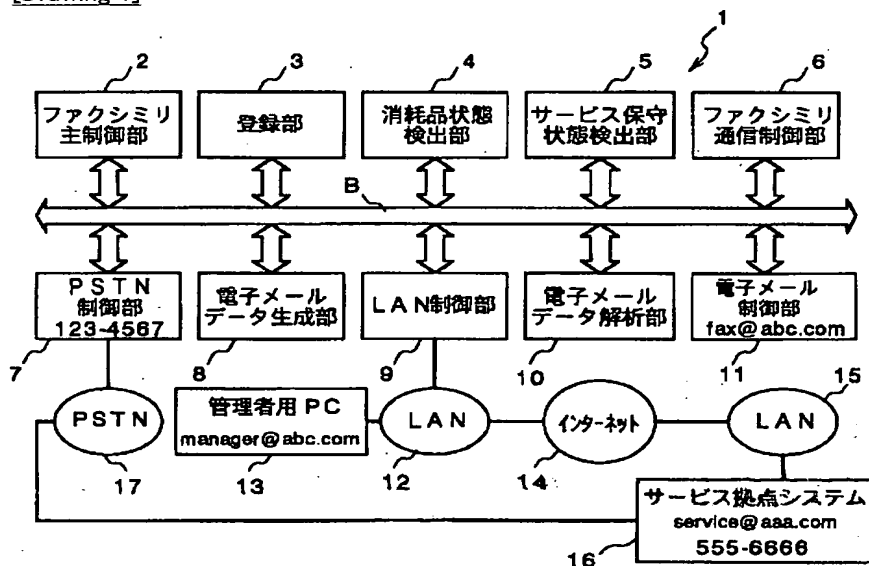 1
2
3
4
5
6
ファクシミリ
主制御部
登録部
消耗品状態
検出部
サービス保守
状態検出部
ファクシミリ
通信制御部
B
PSTN
制御部
123-4567
電子メール
データ生成部
LAN制御部
電子メール
データ解析部
電子メール
制御部
fax@abc.com
7
8
9
10
11
15
PSTN
管理者用 PC
manager@abc.com
LAN
インターネット
LAN
17
13
12
14
サービス拠点システム
service@aaa.com
555-6666
16